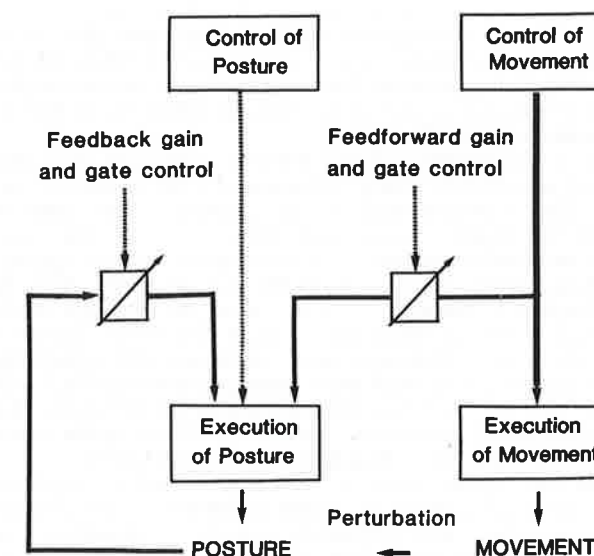 Control of
Posture
Control of
Movement
Feedback gain
and gate control
Feedforward gain
and gate control
Execution
of Posture
Execution
of Movement
Perturbation
POSTURE
MOVEMENT